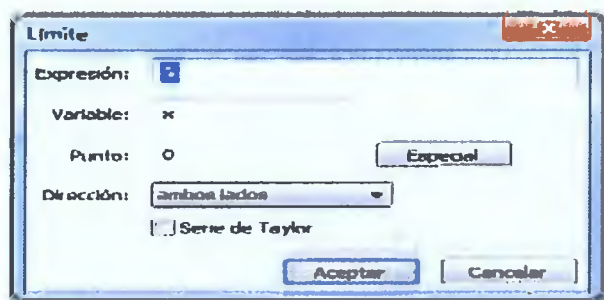 Límite
Expresión: %
Variable: x
Punto: 0 Especial
Dirección: ambos lados
Serie de Taylor
Aceptar Cancelar